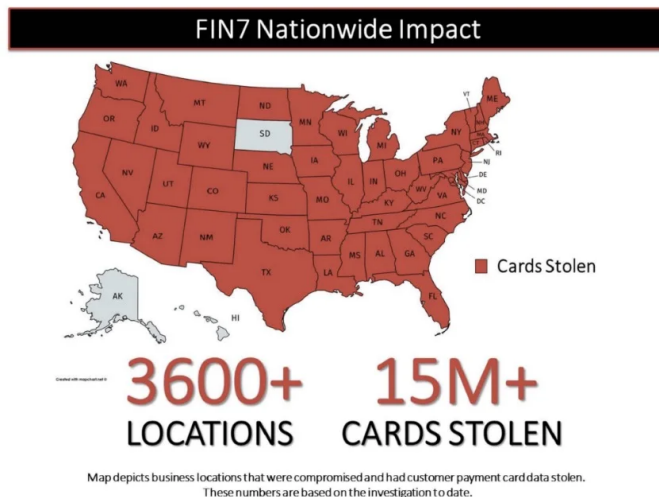 FIN7 Nationwide Impact
WA
MT
ND
MN
VT
ME
OR
ID
SD
WI
NY
WY
MI
RI
IA
PA
NJ
NE
NV
OH
DE
IL
IN
UT
CO
WV
MD
CA
KS
MO
VA
DC
KY
NC
TN
OK
AZ
NM
AR
SC
MS
AL
GA
TX
LA
Cards Stolen
FL
AK
HI
3600+
15M+
LOCATIONS
CARDS STOLEN
Map depicts business locations that were compromised and had customer payment card data stolen.
These numbers are based on the investigation to date.